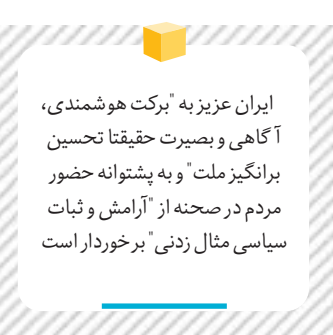 ایران عزیز به "برکت هوشمندی،
آگاهی و بصیرت حقیقتا تحسین
برانگیز ملت" و به پشتوانه حضور
مردم در صحنه از "آرامش و ثبات
سیاسی مثال زدنی" برخوردار است